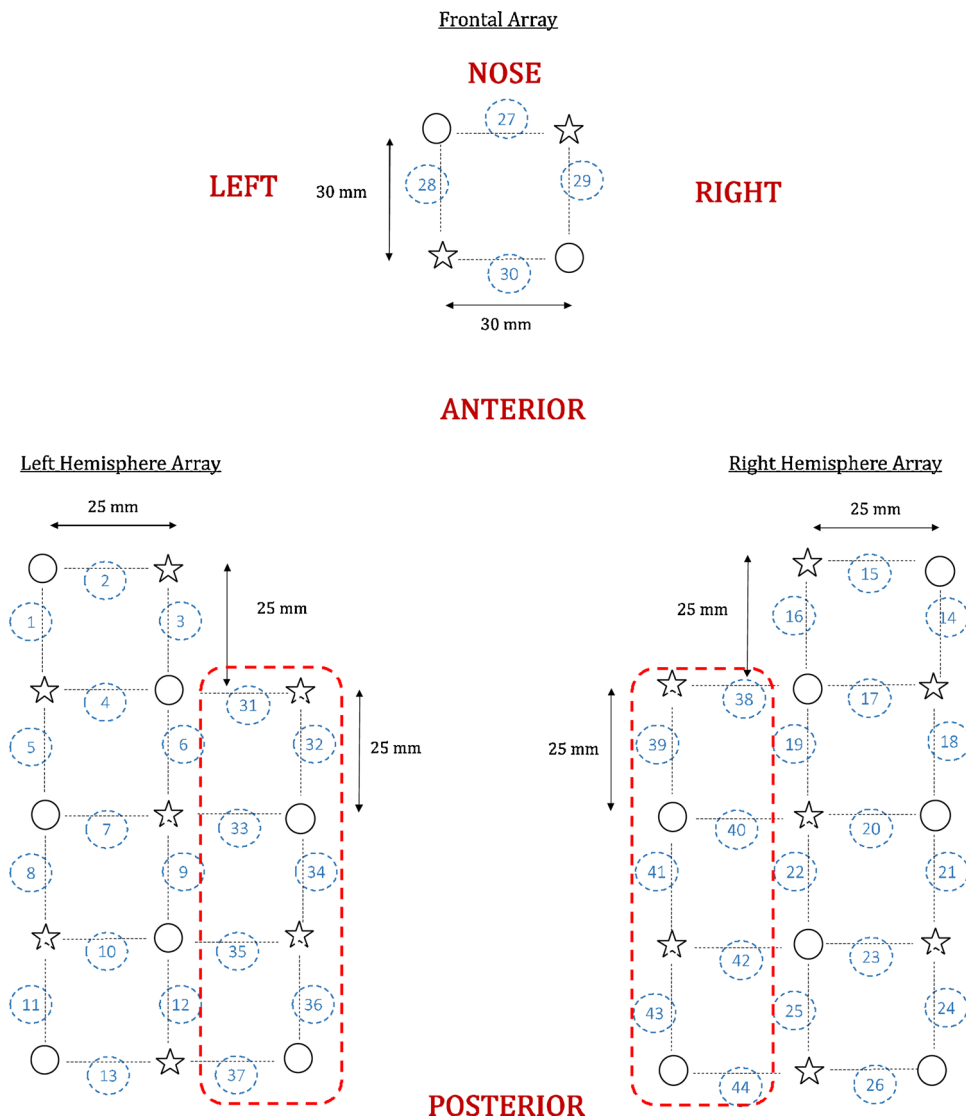 Frontal Array
NOSE
27
LEFT
30 mm
28
29
RIGHT
30
30 mm
ANTERIOR
Left Hemisphere Array
25 mm
2
1
3
25 mm
4
31
5
6
32
25 mm
7
33
8
9
34
10
35
11
12
36
13
37
Right Hemisphere Array
25 mm
15
25 mm
16
14
38
17
25 mm
39
19
18
40
20
41
22
21
42
23
43
25
24
44
26
POSTERIOR